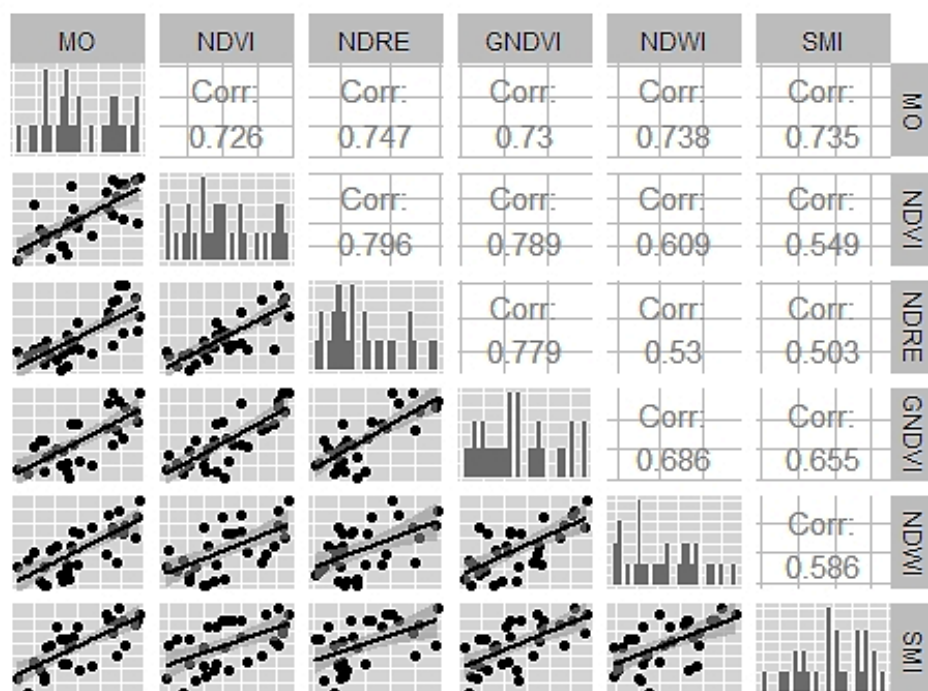 MO NDVI NDRE GNDVI NDWI SMI
Corr: Corr: Corr: Corr: Corr:
0.726 0.747 0.73 0.738 0.735
MO
Corr: Corr: Corr: Corr:
0.796 0.789 0.609 0.549
NDVI
Corr: Corr: Corr:
0.779 0.53 0.503
NDRE
Corr: Corr:
0.686 0.655
GNDVI
Corr:
0.586
NDWI
SMI